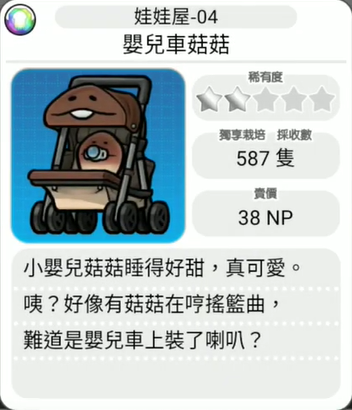 娃娃屋-04
嬰兒車菇菇
稀有度
獨享栽培 採收數
587 隻
賣價
38 NP
小嬰兒菇菇睡得好甜，真可愛。
咦？好像有菇菇在哼搖籃曲，
難道是嬰兒車上裝了喇叭？